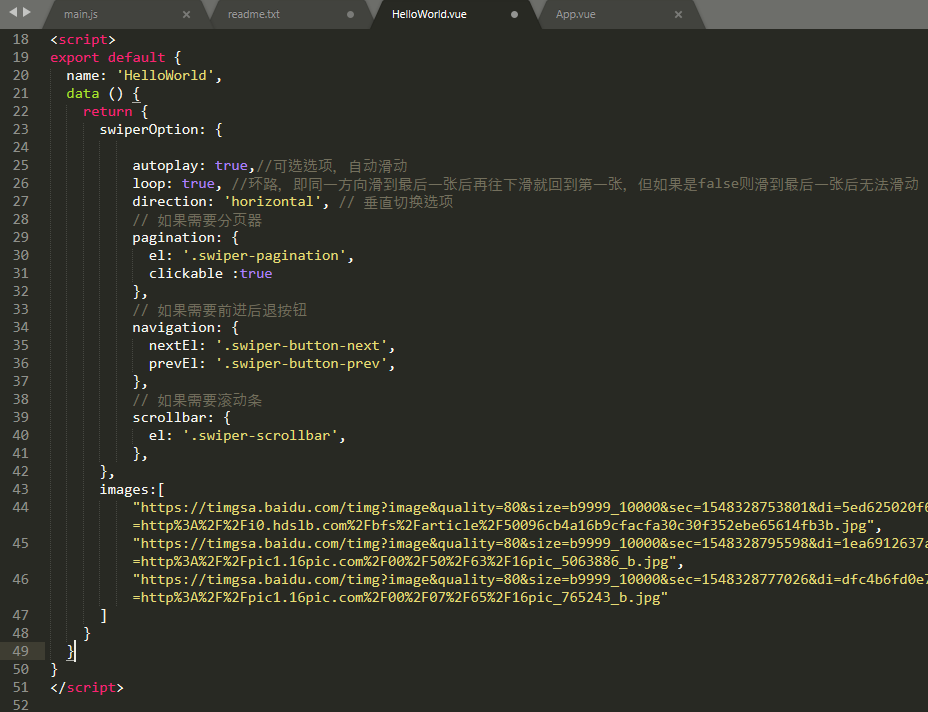 main.js
readme.txt
HelloWorld.vue
App.vue
18 <script>
19 export default {
20 name: 'HelloWorld',
21 data () {
22 return {
23 swiperOption: {
24
25 autoplay: true,//可选选项，自动滑动
26 loop: true, //环路，即同一方向滑到最后一张后再往下滑就回到第一张，但如果是false则滑到最后一张后无法滑动
27 direction: 'horizontal', // 垂直切换选项
28 // 如果需要分页器
29 pagination: {
30 el: '.swiper-pagination',
31 clickable :true
32 },
33 // 如果需要前进后退按钮
34 navigation: {
35 nextEl: '.swiper-button-next',
36 prevEl: '.swiper-button-prev',
37 },
38 // 如果需要滚动条
39 scrollbar: {
40 el: '.swiper-scrollbar',
41 },
42 },
43 images:[
44 "https://timgsa.baidu.com/timg?image&quality=80&size=b9999_10000&sec=1548328753801&di=5ed625020f6
=http%3A%2F%2Fi0.hdslb.com%2Fbfs%2Farticle%2F50096cb4a16b9cfacfa30c30f352ebe65614fb3b.jpg",
45 "https://timgsa.baidu.com/timg?image&quality=80&size=b9999_10000&sec=1548328795598&di=1ea6912637a
=http%3A%2F%2Fpic1.16pic.com%2F00%2F50%2F63%2F16pic_5063886_b.jpg",
46 "https://timgsa.baidu.com/timg?image&quality=80&size=b9999_10000&sec=1548328777026&di=dfc4b6fd0e7
=http%3A%2F%2Fpic1.16pic.com%2F00%2F07%2F65%2F16pic_765243_b.jpg"
47 ]
48 }
49 }
50 }
51 </script>
52